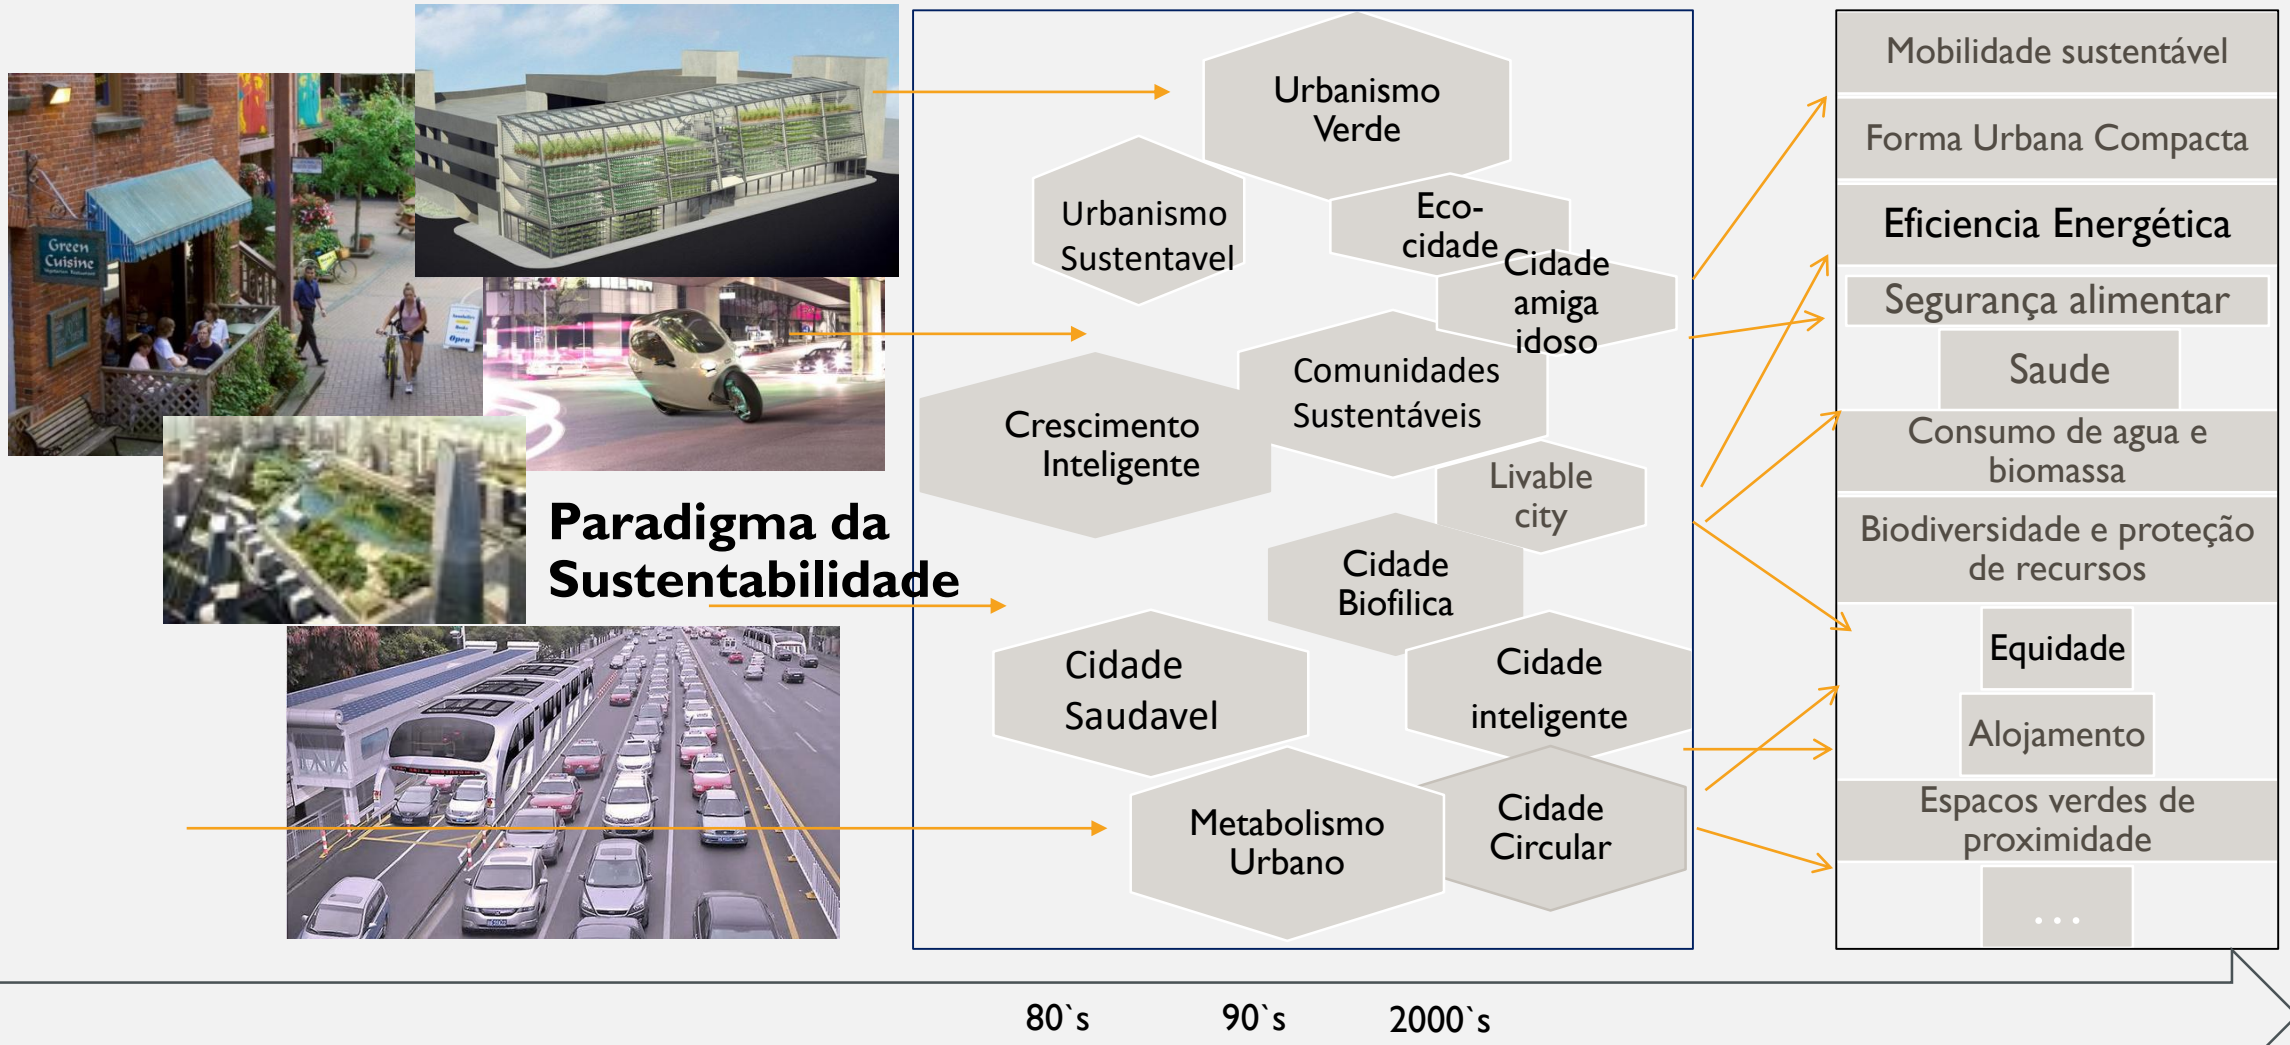 Green
Cuisine
Vegetarian Restaurant
Open
Paradigma da
Sustentabilidade
Urbanismo
Verde
Urbanismo
Sustentavel
Eco-
cidade
Cidade
amiga
idoso
Comunidades
Sustentáveis
Crescimento
Inteligente
Livable
city
Cidade
Biofilica
Cidade
Saudavel
Cidade
inteligente
Metabolismo
Urbano
Cidade
Circular
Mobilidade sustentável
Forma Urbana Compacta
Eficiencia Energética
Segurança alimentar
Saude
Consumo de agua e
biomassa
Biodiversidade e proteção
de recursos
Equidade
Alojamento
Espacos verdes de
proximidade
...
80`s
90`s
2000`s